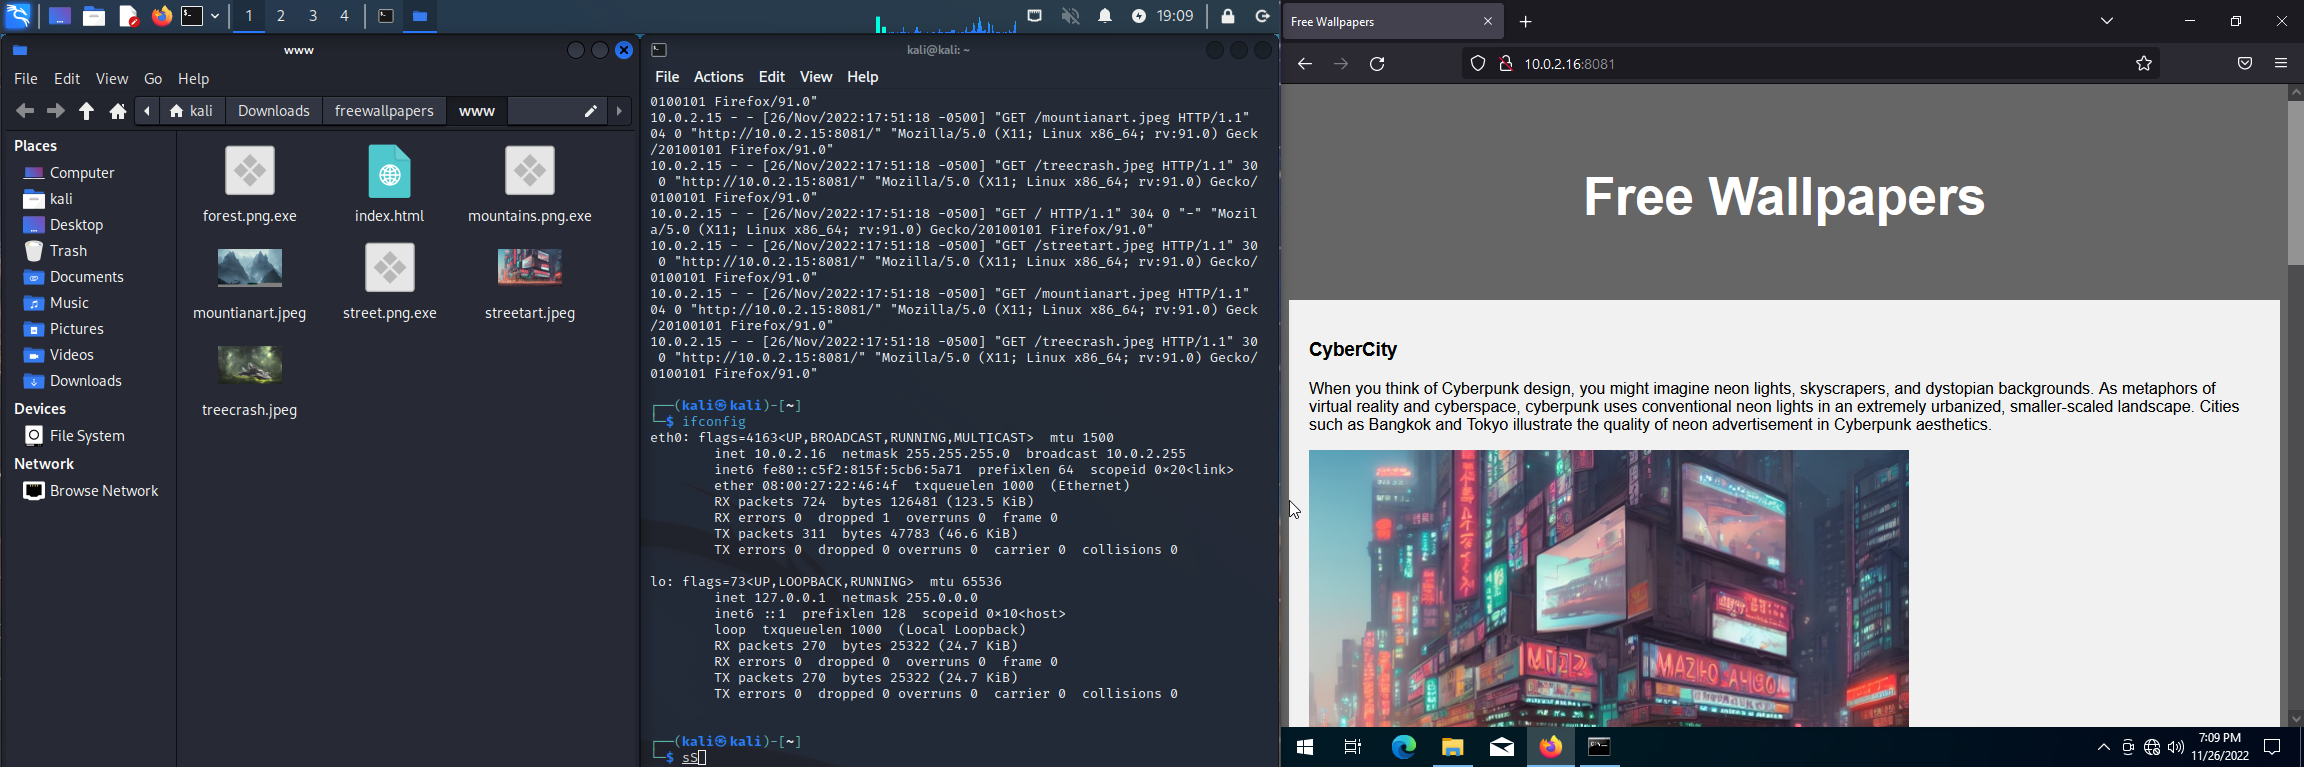 1 2 3 4
19:09
www
File Edit View Go Help
kali Downloads freewallpapers www
Places
Computer
kali
Desktop
Trash
Documents
Music
Pictures
Videos
Downloads
Devices
File System
Network
Browse Network
forest.png.exe index.html mountains.png.exe
mountianart.jpeg street.png.exe streetart.jpeg
treecrash.jpeg
kali@kali: ~
File Actions Edit View Help
0100101 Firefox/91.0"
10.0.2.15 - - [26/Nov/2022:17:51:18 -0500] "GET /mountianart.jpeg HTTP/1.1"
04 0 "http://10.0.2.15:8081/" "Mozilla/5.0 (X11; Linux x86_64; rv:91.0) Geck
/20100101 Firefox/91.0"
10.0.2.15 - - [26/Nov/2022:17:51:18 -0500] "GET /treecrash.jpeg HTTP/1.1" 30
0 "http://10.0.2.15:8081/" "Mozilla/5.0 (X11; Linux x86_64; rv:91.0) Gecko/
0100101 Firefox/91.0"
10.0.2.15 - - [26/Nov/2022:17:51:18 -0500] "GET / HTTP/1.1" 304 0 "-" "Mozil
a/5.0 (X11; Linux x86_64; rv:91.0) Gecko/20100101 Firefox/91.0"
10.0.2.15 - - [26/Nov/2022:17:51:18 -0500] "GET /streetart.jpeg HTTP/1.1" 30
0 "http://10.0.2.15:8081/" "Mozilla/5.0 (X11; Linux x86_64; rv:91.0) Gecko/
0100101 Firefox/91.0"
10.0.2.15 - - [26/Nov/2022:17:51:18 -0500] "GET /mountianart.jpeg HTTP/1.1"
04 0 "http://10.0.2.15:8081/" "Mozilla/5.0 (X11; Linux x86_64; rv:91.0) Geck
/20100101 Firefox/91.0"
10.0.2.15 - - [26/Nov/2022:17:51:18 -0500] "GET /treecrash.jpeg HTTP/1.1" 30
0 "http://10.0.2.15:8081/" "Mozilla/5.0 (X11; Linux x86_64; rv:91.0) Gecko/
0100101 Firefox/91.0"
┌──(kali㉿kali)-[~]
└─$ ifconfig
eth0: flags=4163<UP,BROADCAST,RUNNING,MULTICAST> mtu 1500
inet 10.0.2.16 netmask 255.255.255.0 broadcast 10.0.2.255
inet6 fe80::c5f2:815f:5cb6:5a71 prefixlen 64 scopeid 0×20<link>
ether 08:00:27:22:46:4f txqueuelen 1000 (Ethernet)
RX packets 724 bytes 126481 (123.5 KiB)
RX errors 0 dropped 1 overruns 0 frame 0
TX packets 311 bytes 47783 (46.6 KiB)
TX errors 0 dropped 0 overruns 0 carrier 0 collisions 0
lo: flags=73<UP,LOOPBACK,RUNNING> mtu 65536
inet 127.0.0.1 netmask 255.0.0.0
inet6 ::1 prefixlen 128 scopeid 0×10<host>
loop txqueuelen 1000 (Local Loopback)
RX packets 270 bytes 25322 (24.7 KiB)
RX errors 0 dropped 0 overruns 0 frame 0
TX packets 270 bytes 25322 (24.7 KiB)
TX errors 0 dropped 0 overruns 0 carrier 0 collisions 0
┌──(kali㉿kali)-[~]
└─$ sS
Free Wallpapers
10.0.2.16:8081
Free Wallpapers
CyberCity
When you think of Cyberpunk design, you might imagine neon lights, skyscrapers, and dystopian backgrounds. As metaphors of
virtual reality and cyberspace, cyberpunk uses conventional neon lights in an extremely urbanized, smaller-scaled landscape. Cities
such as Bangkok and Tokyo illustrate the quality of neon advertisement in Cyberpunk aesthetics.
7:09 PM
11/26/2022